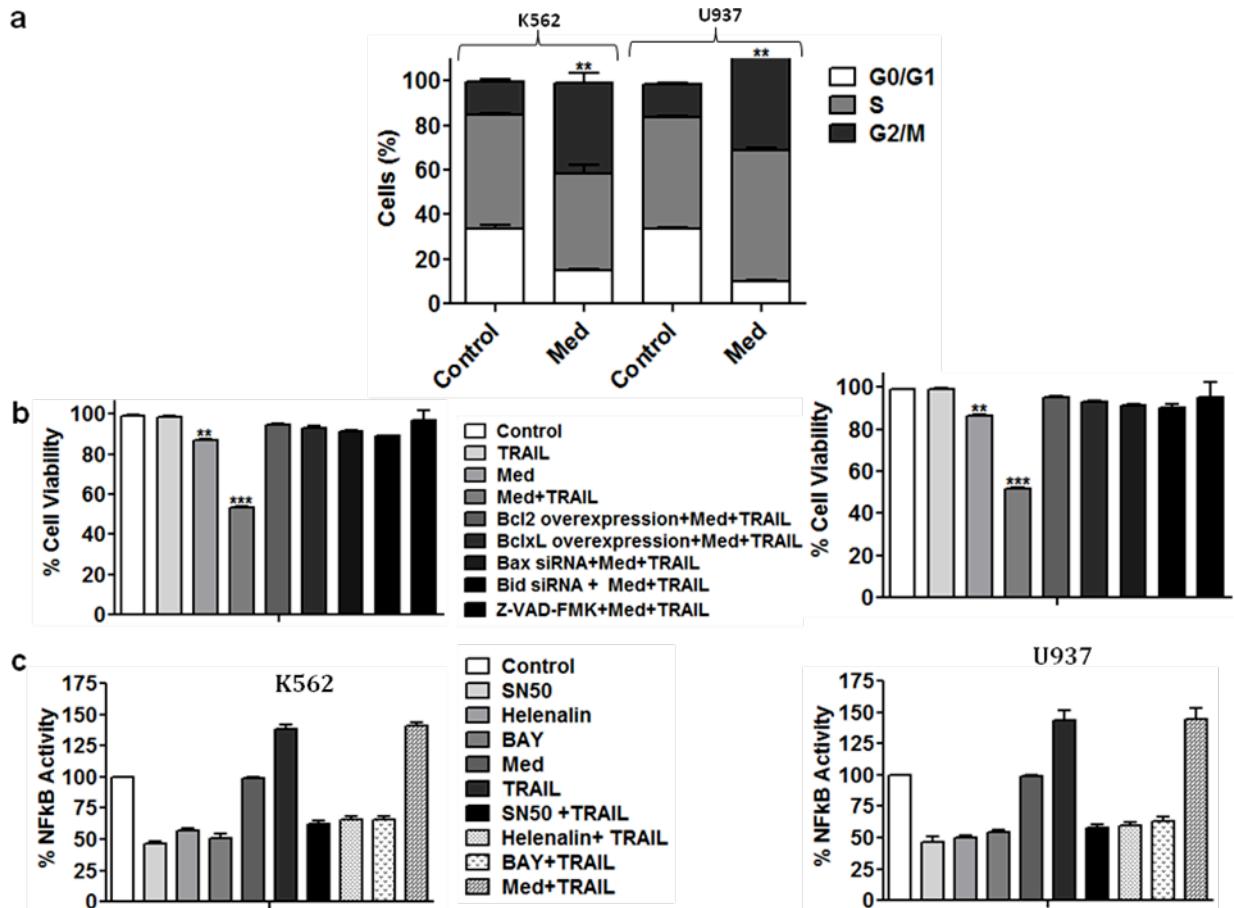 a
K562
U937
**
**
100
80
60
40
20
0
Cells (%)
Control
Med
Control
Med
G0/G1
S
G2/M
b
100
80
60
40
20
0
% Cell Viability
**
***
Control
TRAIL
Med
Med+TRAIL
Bcl2 overexpression+Med+TRAIL
BclxL overexpression+Med+TRAIL
Bax siRNA+Med+TRAIL
Bid siRNA + Med+TRAIL
Z-VAD-FMK+Med+TRAIL
100
80
60
40
20
0
% Cell Viability
**
***
c
K562
175
150
125
100
75
50
25
0
% NFkB Activity
Control
SN50
Helenalin
BAY
Med
TRAIL
SN50 +TRAIL
Helenalin+ TRAIL
BAY+TRAIL
Med+TRAIL
U937
175
150
125
100
75
50
25
0
% NFkB Activity